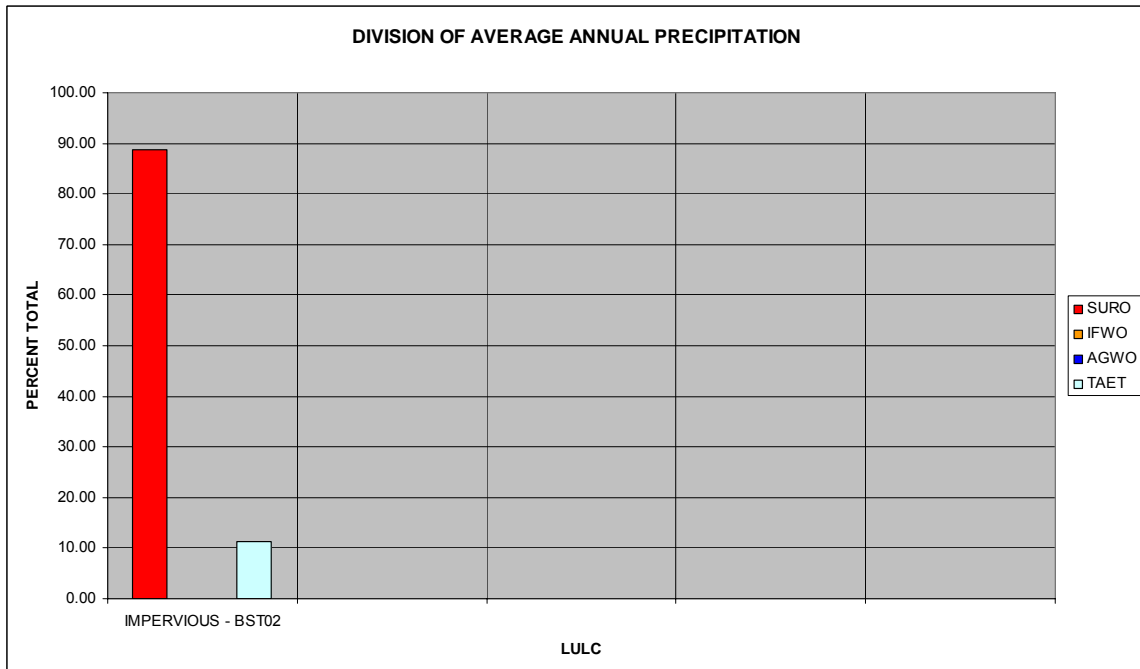 DIVISION OF AVERAGE ANNUAL PRECIPITATION
100.00
90.00
80.00
70.00
60.00
50.00
40.00
30.00
20.00
10.00
0.00
PERCENT TOTAL
IMPERVIOUS - BST02
LULC
SURO
IFWO
AGWO
TAET